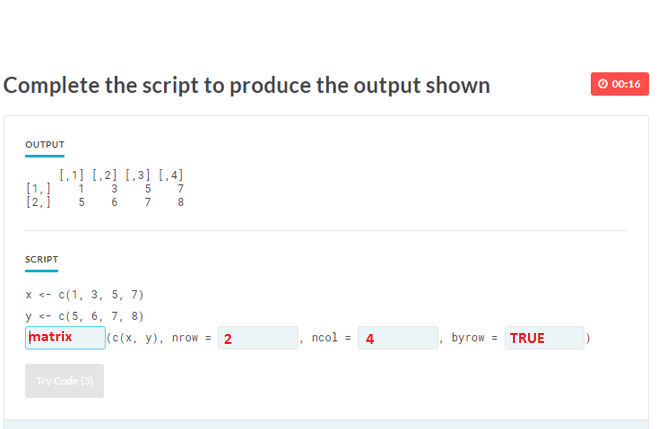 Complete the script to produce the output shown
00:16
OUTPUT
[,1] [,2] [,3] [,4]
[1,] 1 3 5 7
[2,] 5 6 7 8
SCRIPT
x <- c(1, 3, 5, 7)
y <- c(5, 6, 7, 8)
matrix (c(x, y), nrow = 2 , ncol = 4 , byrow = TRUE )
Try Code (3)